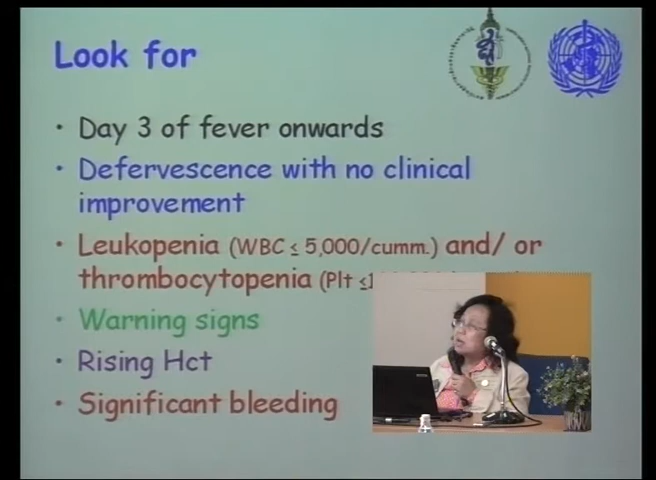 Look for
• Day 3 of fever onwards
• Defervescence with no clinical
improvement
• Leukopenia (WBC ≤ 5,000/cumm.) and/ or
thrombocytopenia (Plt ≤1
• Warning signs
• Rising Hct
• Significant bleeding